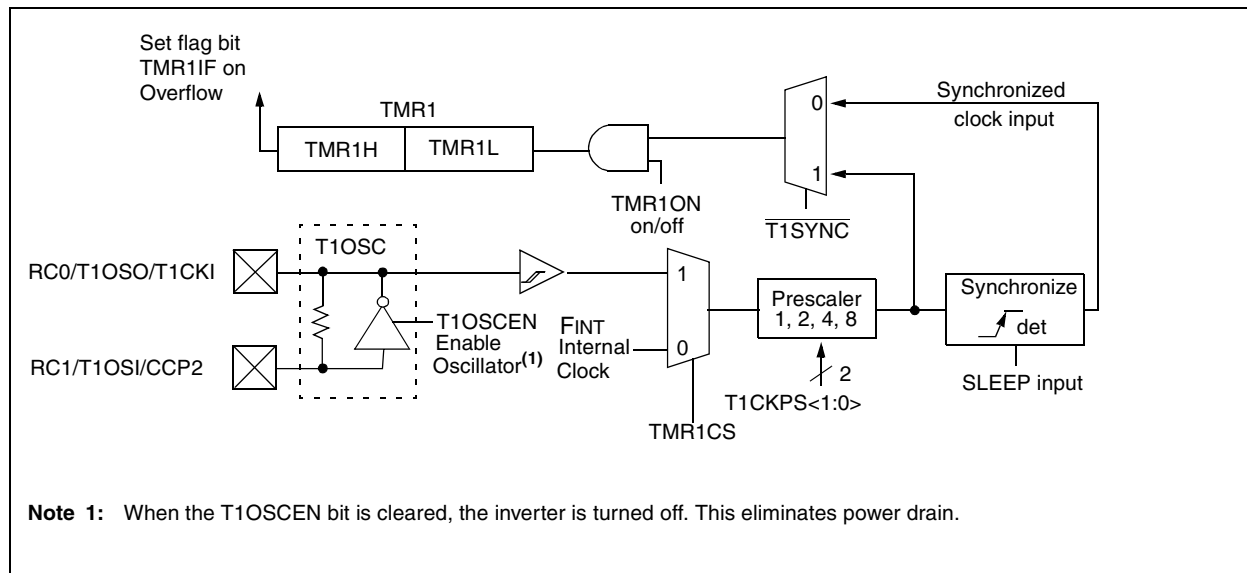 Set flag bit
TMR1IF on
Overflow
TMR1
TMR1H
TMR1L
TMR1ON
on/off
0
1
T1SYNC
Synchronized
clock input
RC0/T1OSO/T1CKI
T1OSC
RC1/T1OSI/CCP2
T1OSCEN
Enable
Oscillator(1)
FINT
Internal
Clock
1
0
TMR1CS
Prescaler
1, 2, 4, 8
2
T1CKPS<1:0>
Synchronize
det
SLEEP input
Note 1: When the T1OSCEN bit is cleared, the inverter is turned off. This eliminates power drain.